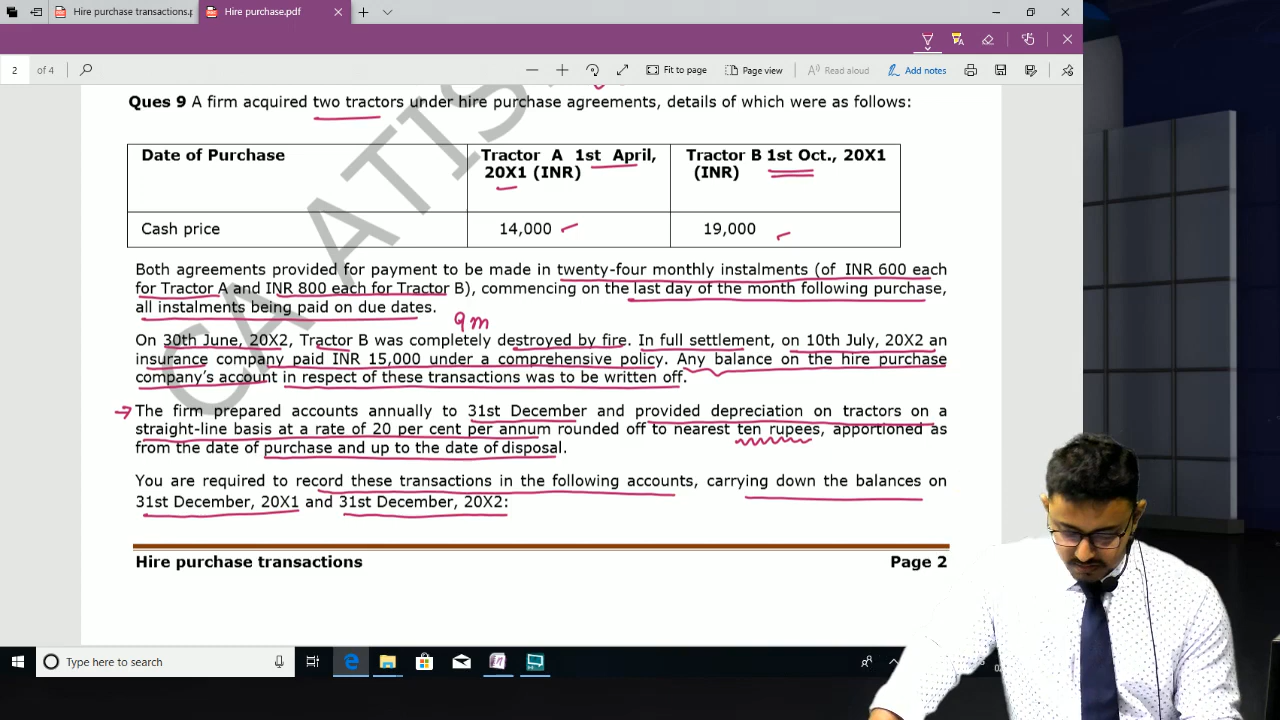 Hire purchase transactions.p
Hire purchase.pdf
2 of 4
Fit to page
Page view
Read aloud
Add notes
Ques 9 A firm acquired two tractors under hire purchase agreements, details of which were as follows:
Date of Purchase
Tractor A 1st April, 20X1 (INR)
Tractor B 1st Oct., 20X1 (INR)
Cash price
14,000
19,000
Both agreements provided for payment to be made in twenty-four monthly instalments (of INR 600 each
for Tractor A and INR 800 each for Tractor B), commencing on the last day of the month following purchase,
all instalments being paid on due dates.
9m
On 30th June, 20X2, Tractor B was completely destroyed by fire. In full settlement, on 10th July, 20X2 an
insurance company paid INR 15,000 under a comprehensive policy. Any balance on the hire purchase
company's account in respect of these transactions was to be written off.
The firm prepared accounts annually to 31st December and provided depreciation on tractors on a
straight-line basis at a rate of 20 per cent per annum rounded off to nearest ten rupees, apportioned as
from the date of purchase and up to the date of disposal.
You are required to record these transactions in the following accounts, carrying down the balances on
31st December, 20X1 and 31st December, 20X2:
Hire purchase transactions
Page 2
CA ATIS
Type here to search